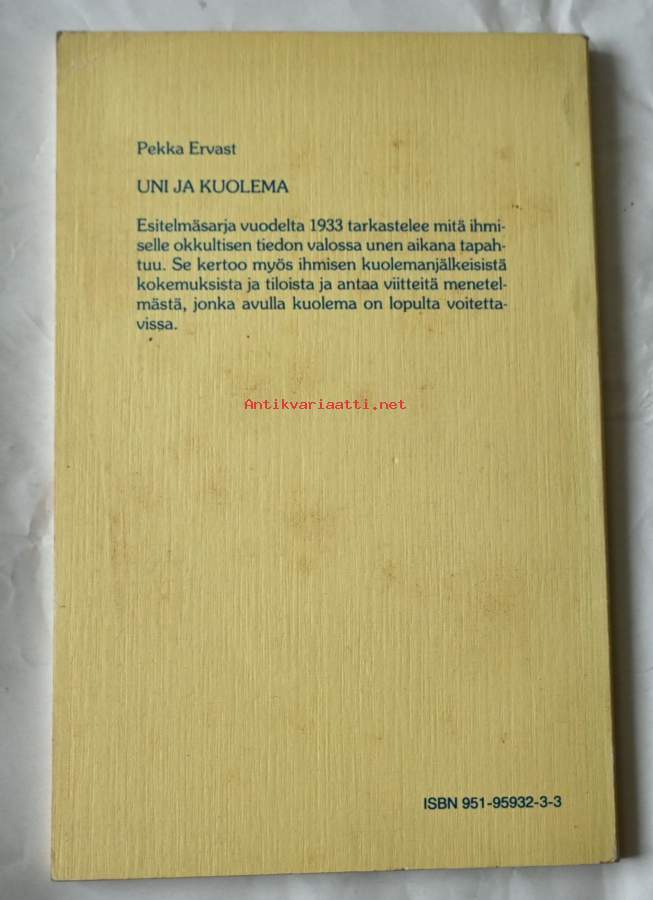 Pekka Ervast
UNI JA KUOLEMA
Esitelmäsarja vuodelta 1933 tarkastelee mitä ihmi-
selle okkultisen tiedon valossa unen aikana tapah-
tuu. Se kertoo myös ihmisen kuolemanjälkeisistä
kokemuksista ja tiloista ja antaa viitteitä menetel-
mästä, jonka avulla kuolema on lopulta voitetta-
vissa.
Antikvariaatti.net
ISBN 951-95932-3-3